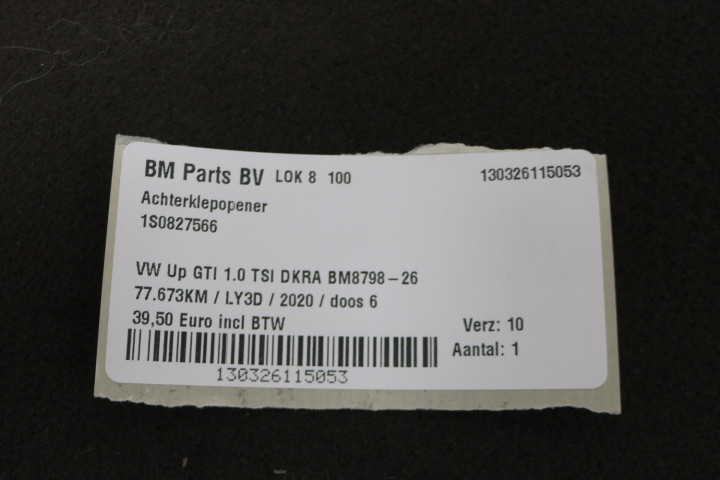 BM Parts BV LOK 8 100 130326115053
Achterklepopener
1S0827566
VW Up GTI 1.0 TSI DKRA BM8798-26
77.673KM / LY3D / 2020 / doos 6
39,50 Euro incl BTW Verz: 10
Aantal: 1
130326115053